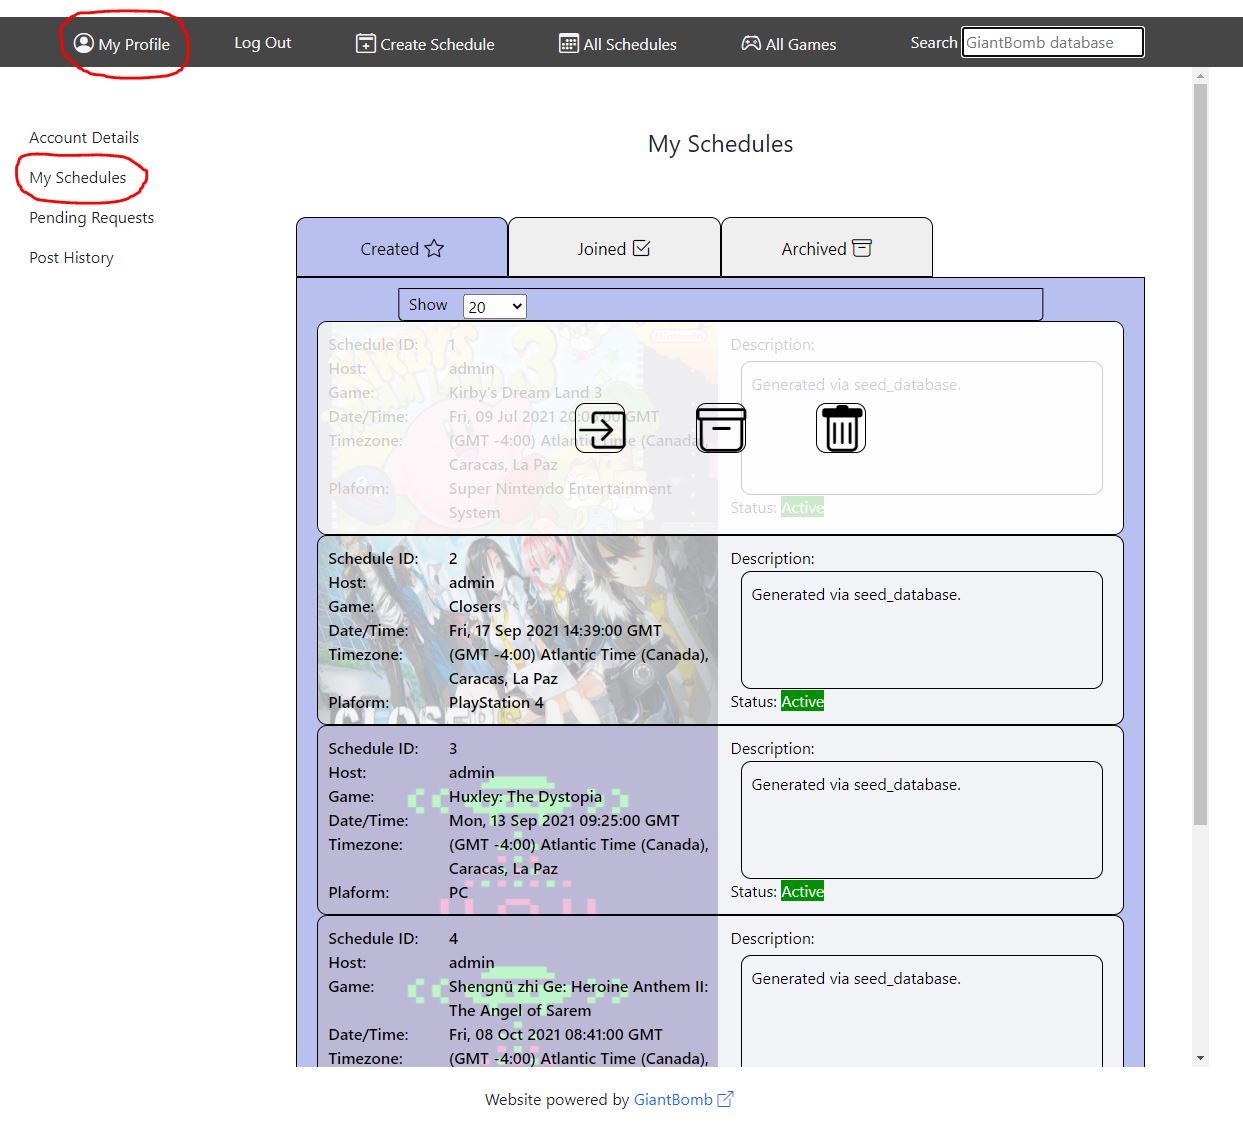 My Profile Log Out Create Schedule All Schedules All Games Search GiantBomb database
Account Details
My Schedules
Pending Requests
Post History
My Schedules
Created Joined Archived
Show 20
Schedule ID: 1
Host: admin
Game: Kirby's Dream Land 3
Date/Time: Fri, 09 Jul 2021 20:00:00 GMT
Timezone: (GMT -4:00) Atlantic Time (Canada),
Caracas, La Paz
Plaform: Super Nintendo Entertainment
System
Description:
Generated via seed_database.
Status: Active
Schedule ID: 2
Host: admin
Game: Closers
Date/Time: Fri, 17 Sep 2021 14:39:00 GMT
Timezone: (GMT -4:00) Atlantic Time (Canada),
Caracas, La Paz
Plaform: PlayStation 4
CLOSERS
Description:
Generated via seed_database.
Status: Active
Schedule ID: 3
Host: admin
Game: Huxley: The Dystopia
Date/Time: Mon, 13 Sep 2021 09:25:00 GMT
Timezone: (GMT -4:00) Atlantic Time (Canada),
Caracas, La Paz
Plaform: PC
Description:
Generated via seed_database.
Status: Active
Schedule ID: 4
Host: admin
Game: Shengnü zhi Ge: Heroine Anthem II:
The Angel of Sarem
Date/Time: Fri, 08 Oct 2021 08:41:00 GMT
Timezone: (GMT -4:00) Atlantic Time (Canada),
Description:
Generated via seed_database.
Website powered by GiantBomb